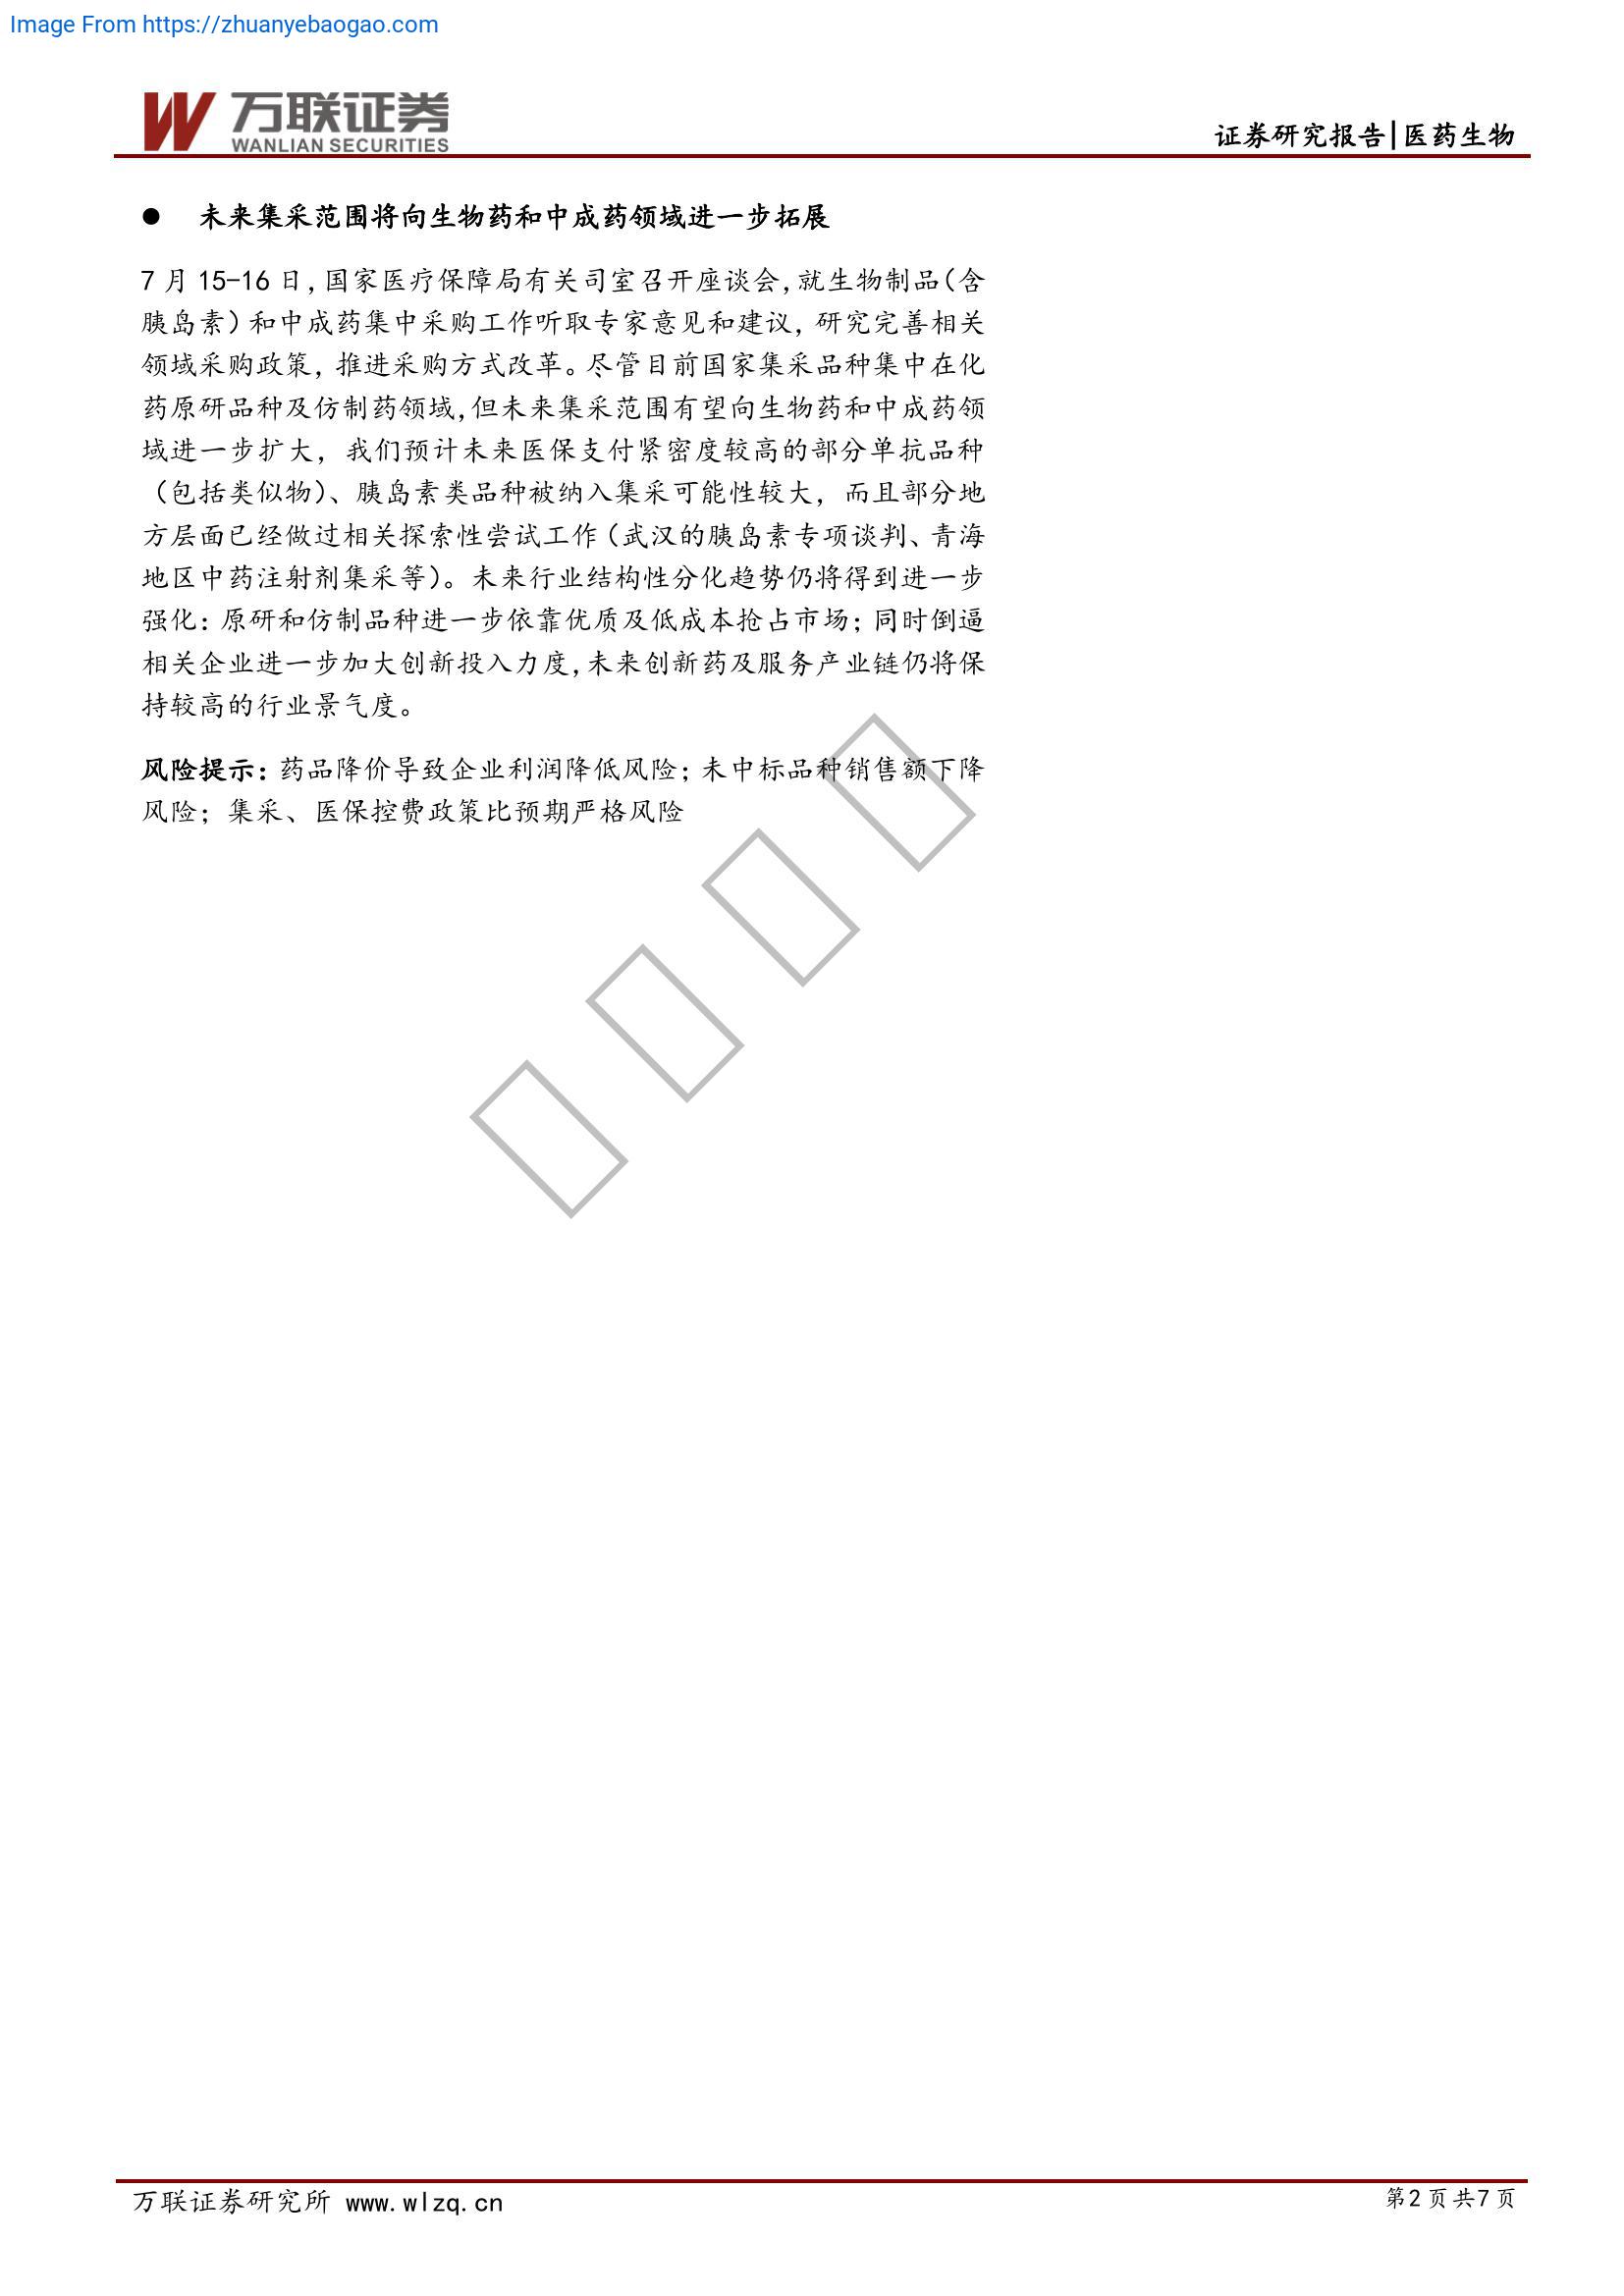 Image From https://zhuanyebaogao.com
万联证券
WANLIAN SECURITIES
证券研究报告|医药生物
● 未来集采范围将向生物药和中成药领域进一步拓展
7 月 15-16 日,国家医疗保障局有关司室召开座谈会,就生物制品(含
胰岛素)和中成药集中采购工作听取专家意见和建议,研究完善相关
领域采购政策,推进采购方式改革。尽管目前国家集采品种集中在化
药原研品种及仿制药领域,但未来集采范围有望向生物药和中成药领
域进一步扩大,我们预计未来医保支付紧密度较高的部分单抗品种
(包括类似物)、胰岛素类品种被纳入集采可能性较大,而且部分地
方层面已经做过相关探索性尝试工作(武汉的胰岛素专项谈判、青海
地区中药注射剂集采等)。未来行业结构性分化趋势仍将得到进一步
强化:原研和仿制品种进一步依靠优质及低成本抢占市场;同时倒逼
相关企业进一步加大创新投入力度,未来创新药及服务产业链仍将保
持较高的行业景气度。
风险提示:药品降价导致企业利润降低风险;未中标品种销售额下降
风险;集采、医保控费政策比预期严格风险
万联证券研究所 www.wlzq.cn
第2页共7页